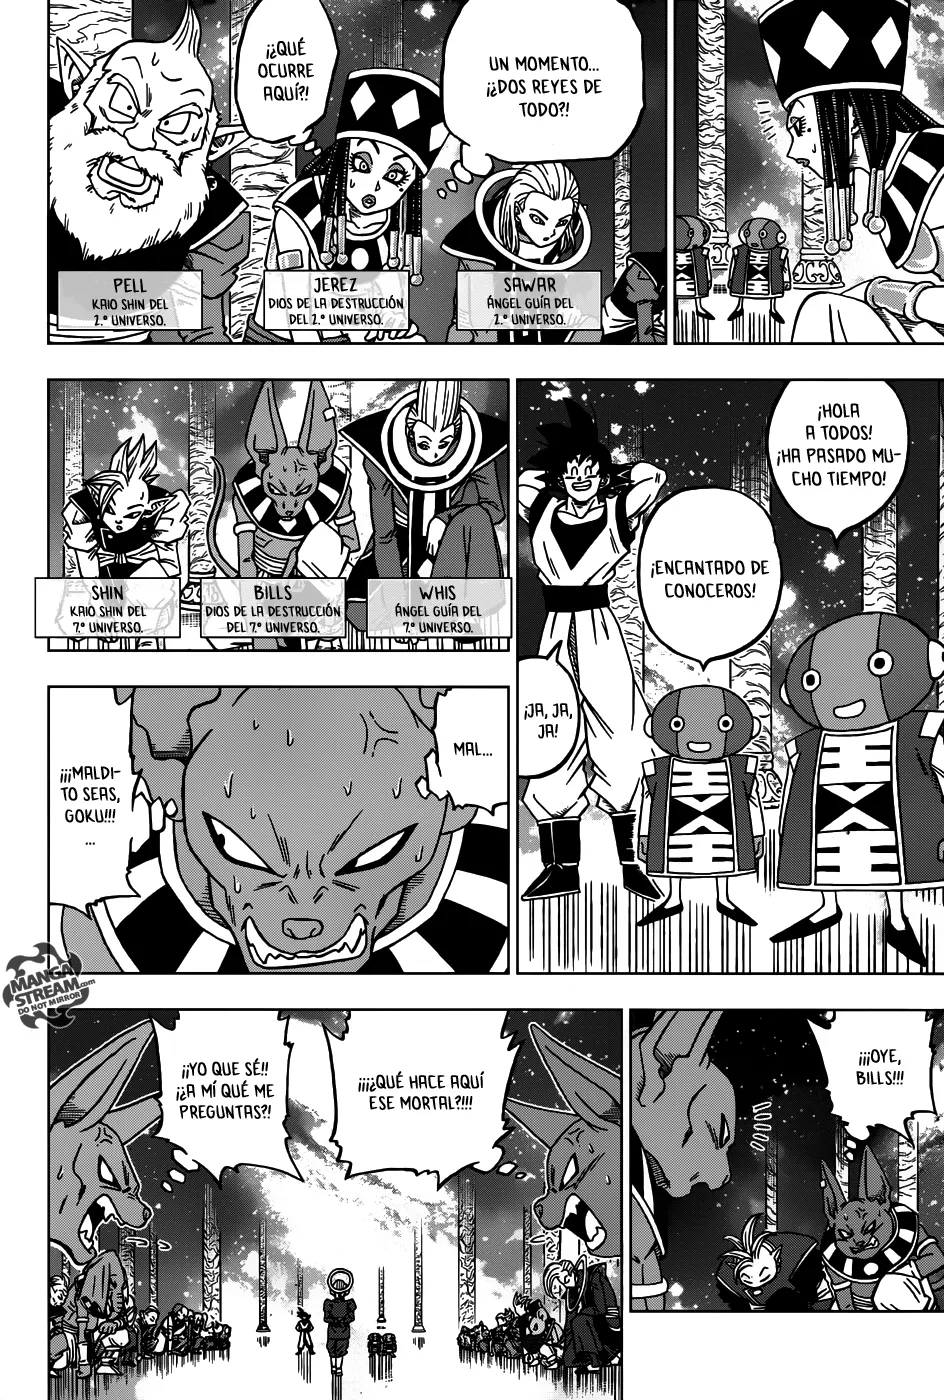 UN MOMENTO...
¡¿DOS REYES DE
TODO?!
¡¿QUÉ
OCURRE
AQUÍ?!
SAWAR
ÁNGEL GUÍA DEL
2.º UNIVERSO.
JEREZ
DIOS DE LA DESTRUCCIÓN
DEL 2.º UNIVERSO.
PELL
KAIO SHIN DEL
2.º UNIVERSO.
¡HOLA
A TODOS!
¡HA PASADO MU-
CHO TIEMPO!
¡ENCANTADO DE
CONOCEROS!
¡JA, JA,
JA!
WHIS
ÁNGEL GUÍA DEL
7.º UNIVERSO.
BILLS
DIOS DE LA DESTRUCCIÓN
DEL 7.º UNIVERSO.
SHIN
KAIO SHIN DEL
7.º UNIVERSO.
MAL...
¡¡¡MALDI-
TO SEAS,
GOKU!!!
...
MANGA
STREAM.com
DO NOT MIRROR
¡¡¡OYE,
BILLS!!!
¡¡¡¿QUÉ HACE AQUÍ
ESE MORTAL?!!!
¡¡YO QUE SÉ!!
¡¿A MÍ QUÉ ME
PREGUNTAS?!